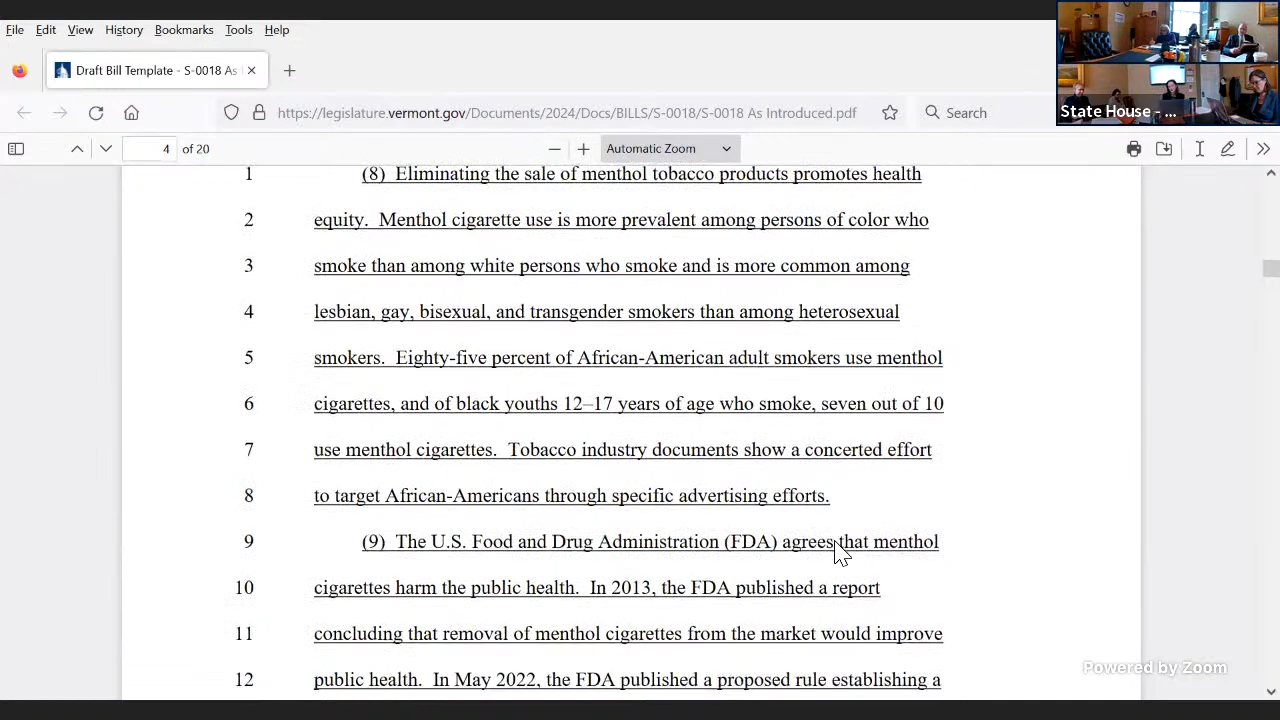 File Edit View History Bookmarks Tools Help
Draft Bill Template - S-0018 As
https://legislature.vermont.gov/Documents/2024/Docs/BILLS/S-0018/S-0018 As Introduced.pdf
Search
State House - ...
4 of 20
Automatic Zoom
1 (8) Eliminating the sale of menthol tobacco products promotes health
2 equity. Menthol cigarette use is more prevalent among persons of color who
3 smoke than among white persons who smoke and is more common among
4 lesbian, gay, bisexual, and transgender smokers than among heterosexual
5 smokers. Eighty-five percent of African-American adult smokers use menthol
6 cigarettes, and of black youths 12–17 years of age who smoke, seven out of 10
7 use menthol cigarettes. Tobacco industry documents show a concerted effort
8 to target African-Americans through specific advertising efforts.
9 (9) The U.S. Food and Drug Administration (FDA) agrees that menthol
10 cigarettes harm the public health. In 2013, the FDA published a report
11 concluding that removal of menthol cigarettes from the market would improve
12 public health. In May 2022, the FDA published a proposed rule establishing a
Powered by Zoom